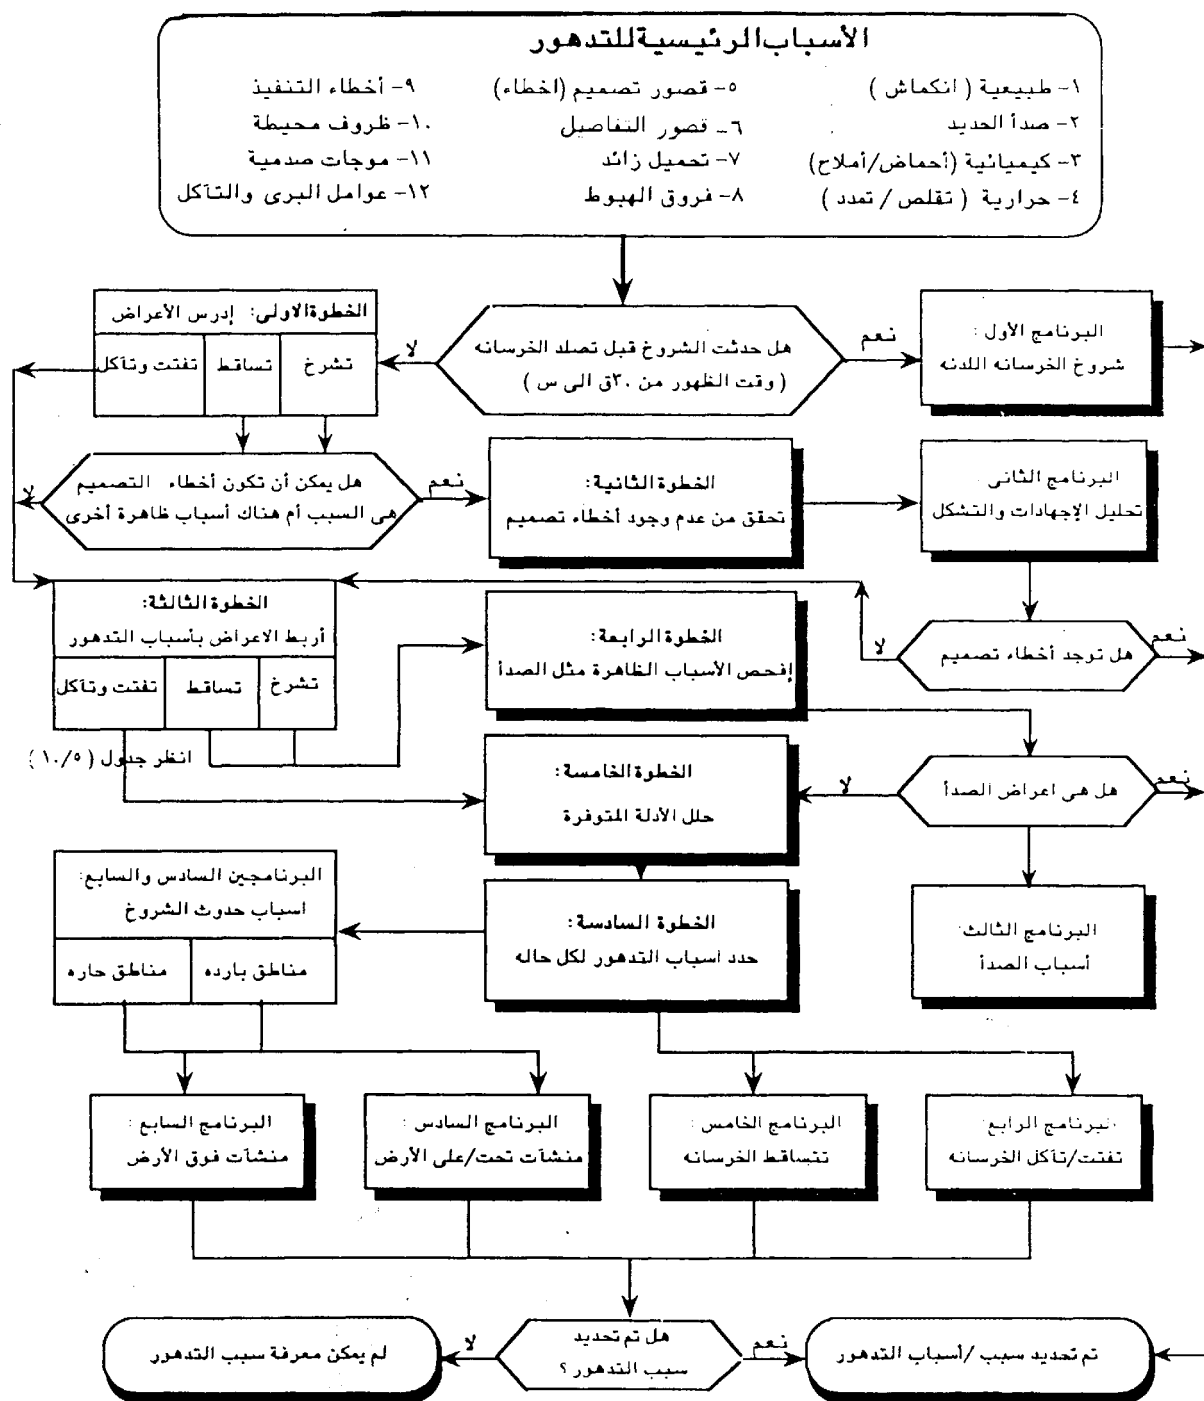 الأسباب الرئيسية للتدهور
١- طبيعية ( انكماش )
٢- صدأ الحديد
٣- كيميائية (أحماض/أملاح)
٤- حرارية ( تقلص / تمدد )
٥- قصور تصميم (اخطاء)
٦- قصور التفاصيل
٧- تحميل زائد
٨- فروق الهبوط
٩- أخطاء التنفيذ
١٠- ظروف محيطة
١١- موجات صدمية
١٢- عوامل البرى والتآكل
البرنامج الأول :
شروخ الخرسانه اللدنه
نعم
هل حدثت الشروخ قبل تصلد الخرسانه
( وقت الظهور من ٣٠ق الى س )
لا
الخطوة الاولى: إدرس الأعراض
تشرخ
تساقط
تفتت وتآكل
هل يمكن أن تكون أخطاء التصميم
هى السبب أم هناك أسباب ظاهرة أخرى
لا
نعم
الخطوة الثانية:
تحقق من عدم وجود أخطاء تصميم
البرنامج الثانى
تحليل الإجهادات والتشكل
هل توجد أخطاء تصميم
نعم
لا
الخطوة الثالثة:
أربط الاعراض بأسباب التدهور
تشرخ
تساقط
تفتت وتآكل
انظر جدول ( ١٠/٥ )
الخطوة الرابعة:
إفحص الأسباب الظاهرة مثل الصدأ
هل هى اعراض الصدأ
نعم
لا
الخطوة الخامسة:
حلل الأدلة المتوفرة
البرنامج الثالث:
أسباب الصدأ
الخطوة السادسة:
حدد اسباب التدهور لكل حاله
البرنامجين السادس والسابع:
اسباب حدوث الشروخ
مناطق بارده
مناطق حاره
البرنامج الرابع:
تفتت/تآكل الخرسانه
البرنامج الخامس :
تتساقط الخرسانه
البرنامج السادس :
منشآت تحت/على الأرض
البرنامج السابع :
منشآت فوق الأرض
هل تم تحديد
سبب التدهور ؟
نعم
لا
تم تحديد سبب /أسباب التدهور
لم يمكن معرفة سبب التدهور